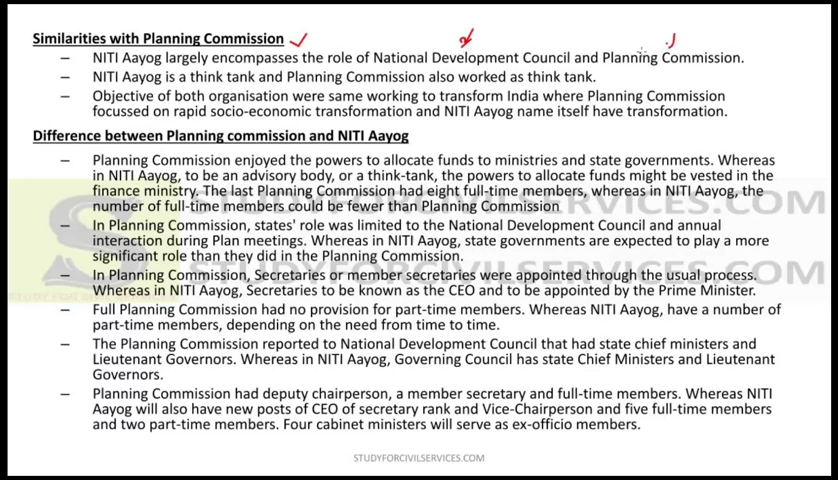 Similarities with Planning Commission
– NITI Aayog largely encompasses the role of National Development Council and Planning Commission.
– NITI Aayog is a think tank and Planning Commission also worked as think tank.
– Objective of both organisation were same working to transform India where Planning Commission
focussed on rapid socio-economic transformation and NITI Aayog name itself have transformation.
Difference between Planning commission and NITI Aayog
– Planning Commission enjoyed the powers to allocate funds to ministries and state governments. Whereas
in NITI Aayog, to be an advisory body, or a think-tank, the powers to allocate funds might be vested in the
finance ministry. The last Planning Commission had eight full-time members, whereas in NITI Aayog, the
number of full-time members could be fewer than Planning Commission
STUDYFORCIVILSERVICES.COM
– In Planning Commission, states' role was limited to the National Development Council and annual
interaction during Plan meetings. Whereas in NITI Aayog, state governments are expected to play a more
significant role than they did in the Planning Commission.
– In Planning Commission, Secretaries or member secretaries were appointed through the usual process.
Whereas in NITI Aayog, Secretaries to be known as the CEO and to be appointed by the Prime Minister.
STUDYFORCIVILSERVICES.COM
– Full Planning Commission had no provision for part-time members. Whereas NITI Aayog, have a number of
part-time members, depending on the need from time to time.
– The Planning Commission reported to National Development Council that had state chief ministers and
Lieutenant Governors. Whereas in NITI Aayog, Governing Council has state Chief Ministers and Lieutenant
Governors.
– Planning Commission had deputy chairperson, a member secretary and full-time members. Whereas NITI
Aayog will also have new posts of CEO of secretary rank and Vice-Chairperson and five full-time members
and two part-time members. Four cabinet ministers will serve as ex-officio members.
STUDYFORCIVILSERVICES.COM